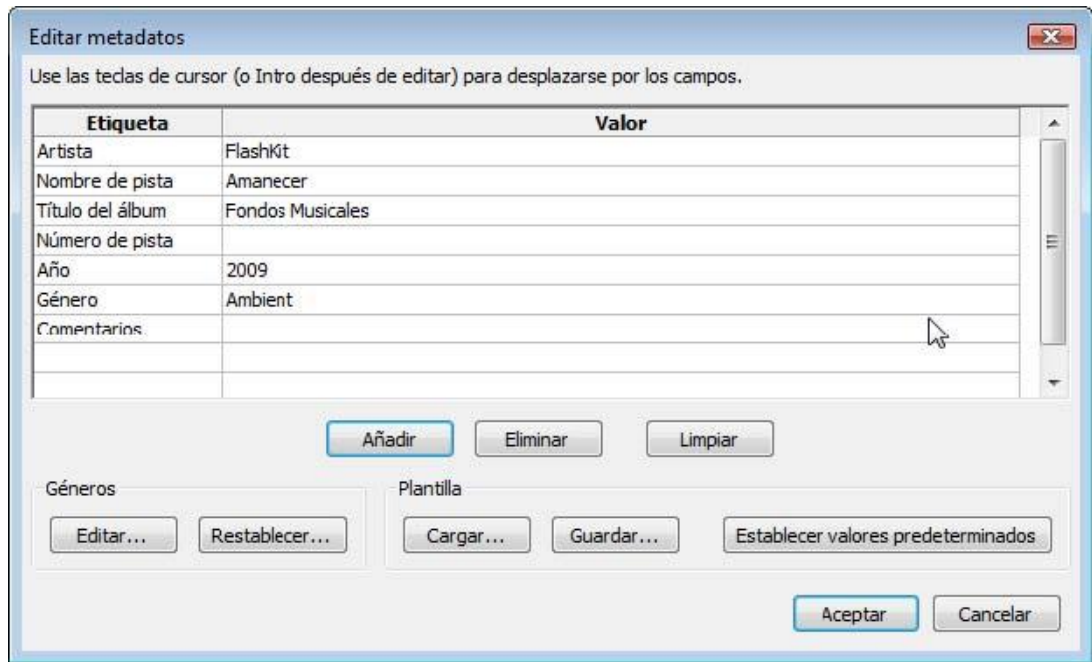 Editar metadatos
Use las teclas de cursor (o Intro después de editar) para desplazarse por los campos.
Etiqueta Valor
Artista FlashKit
Nombre de pista Amanecer
Título del álbum Fondos Musicales
Número de pista
Año 2009
Género Ambient
Comentarios
Añadir Eliminar Limpiar
Géneros Plantilla
Editar... Restablecer... Cargar... Guardar... Establecer valores predeterminados
Aceptar Cancelar